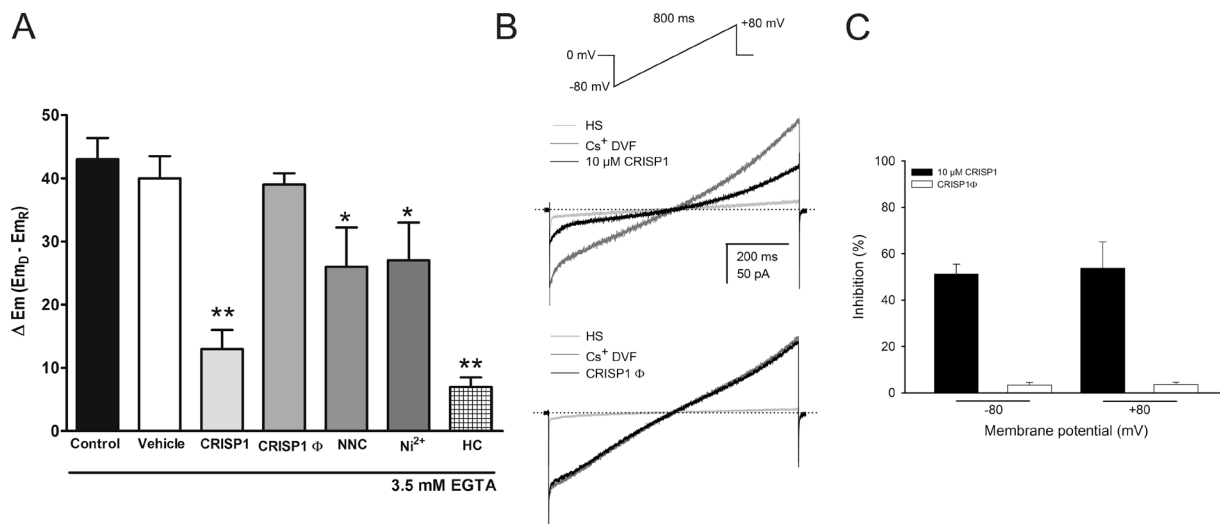 A
Δ Em (Em_D - Em_R)
50
40
30
20
10
0
**
*
*
**
Control Vehicle CRISP1 CRISP1 Φ NNC Ni²⁺ HC
3.5 mM EGTA
B
800 ms
+80 mV
0 mV
-80 mV
HS
Cs⁺ DVF
10 µM CRISP1
200 ms
50 pA
HS
Cs⁺ DVF
CRISP1 Φ
C
10 µM CRISP1
CRISP1Φ
Inhibition (%)
100
80
60
40
20
0
-80 +80
Membrane potential (mV)